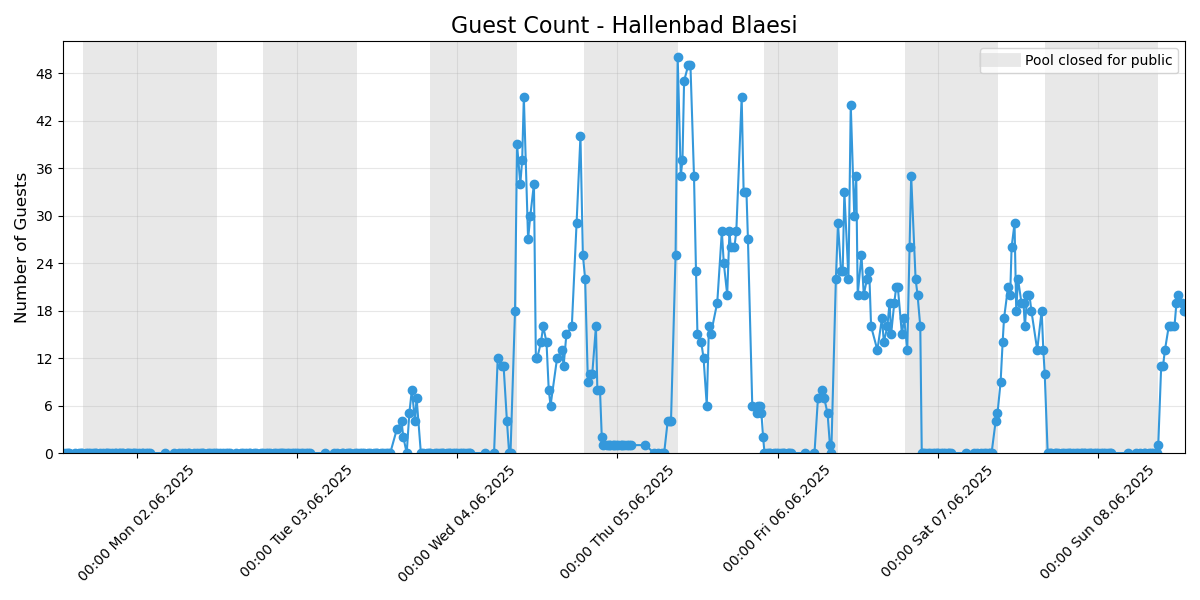 Guest Count - Hallenbad Blaesi
Pool closed for public
Number of Guests
48
42
36
30
24
18
12
6
0
00:00 Mon 02.06.2025
00:00 Tue 03.06.2025
00:00 Wed 04.06.2025
00:00 Thu 05.06.2025
00:00 Fri 06.06.2025
00:00 Sat 07.06.2025
00:00 Sun 08.06.2025